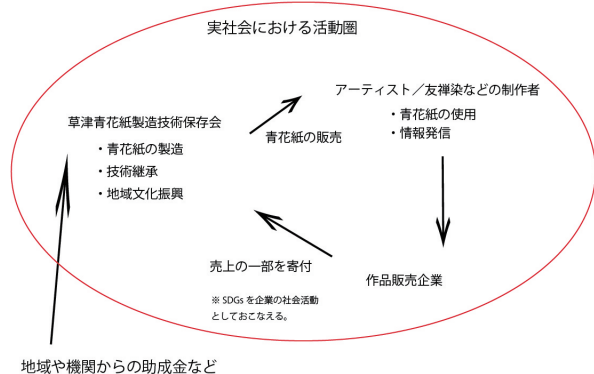 実社会における活動圏
アーティスト／友禅染などの制作者
・青花紙の使用
・情報発信
草津青花紙製造技術保存会
・青花紙の製造
・技術継承
・地域文化振興
青花紙の販売
売上の一部を寄付
※ SDGs を企業の社会活動
としておこなえる。
作品販売企業
地域や機関からの助成金など